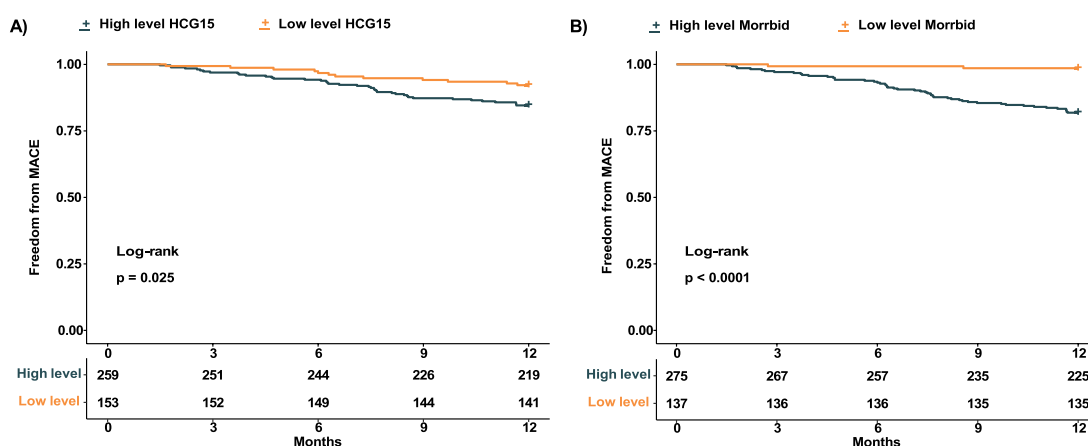 A)
High level HCG15 Low level HCG15
1.00
0.75
0.50
0.25
0.00
Freedom from MACE
Log-rank
p = 0.025
0 3 6 9 12
High level 259 251 244 226 219
Low level 153 152 149 144 141
0 3 6 9 12
Months
B)
High level Morrbid Low level Morrbid
1.00
0.75
0.50
0.25
0.00
Freedom from MACE
Log-rank
p < 0.0001
0 3 6 9 12
High level 275 267 257 235 225
Low level 137 136 136 135 135
0 3 6 9 12
Months